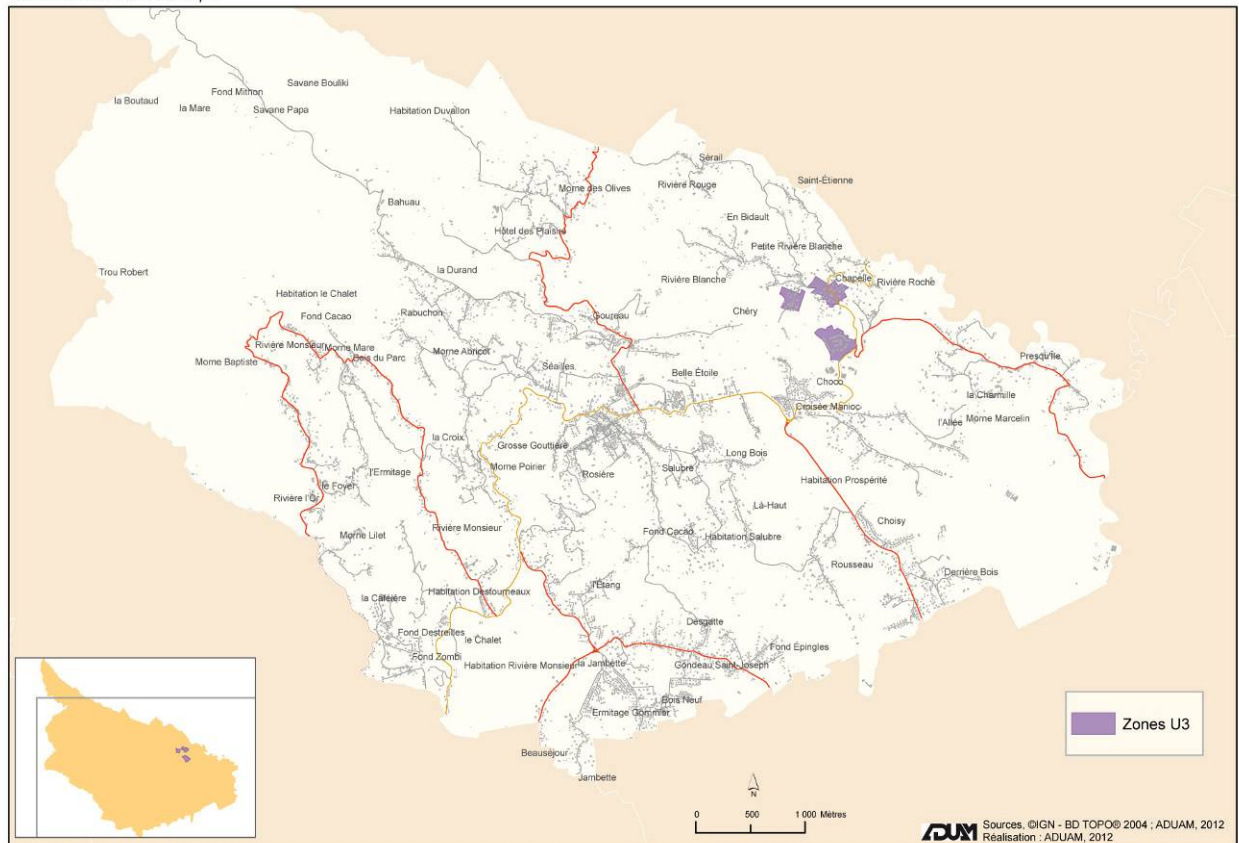 Savane Bouliki
Fond Mithon
la Boutaud
la Mare
Savane Papa
Habitation Duvallon
Sérail
Saint-Étienne
Morne des Olives
Rivière Rouge
Bahuau
En Bidault
Hôtel des Plaisirs
Petite Rivière Blanche
Trou Robert
la Durand
Rivière Blanche
Chapelle
Rivière Roche
Habitation le Chalet
Fond Cacao
Rabuchon
Goureau
Chéry
Rivière Monsieur
Morne Mare
Bois du Parc
Morne Baptiste
Morne Abricot
Presqu'île
Séailles
Belle Étoile
Choco
la Charmille
Croisée Manioc
Morne Marcelin
l'Allée
la Croix
Grosse Gouttière
Long Bois
Morne Poirier
Rosière
Salubre
l'Ermitage
Habitation Prospérité
le Foyer
Rivière l'Or
Là-Haut
Choisy
Rivière Monsieur
Morne Lilet
Fond Cacao
Habitation Salubre
Rousseau
Derrière Bois
l'Étang
Habitation Desfourneaux
la Caféière
Desgatte
Fond Destreilles
le Chalet
Fond Épingles
Fond Zombi
Habitation Rivière Monsieur
la Jambette
Gondeau Saint-Joseph
Bois Neuf
Ermitage Gommier
Beauséjour
Jambette
Zones U3
N
0 500 1 000 Mètres
ADUAM
Sources, ©IGN - BD TOPO® 2004 ; ADUAM, 2012
Réalisation : ADUAM, 2012